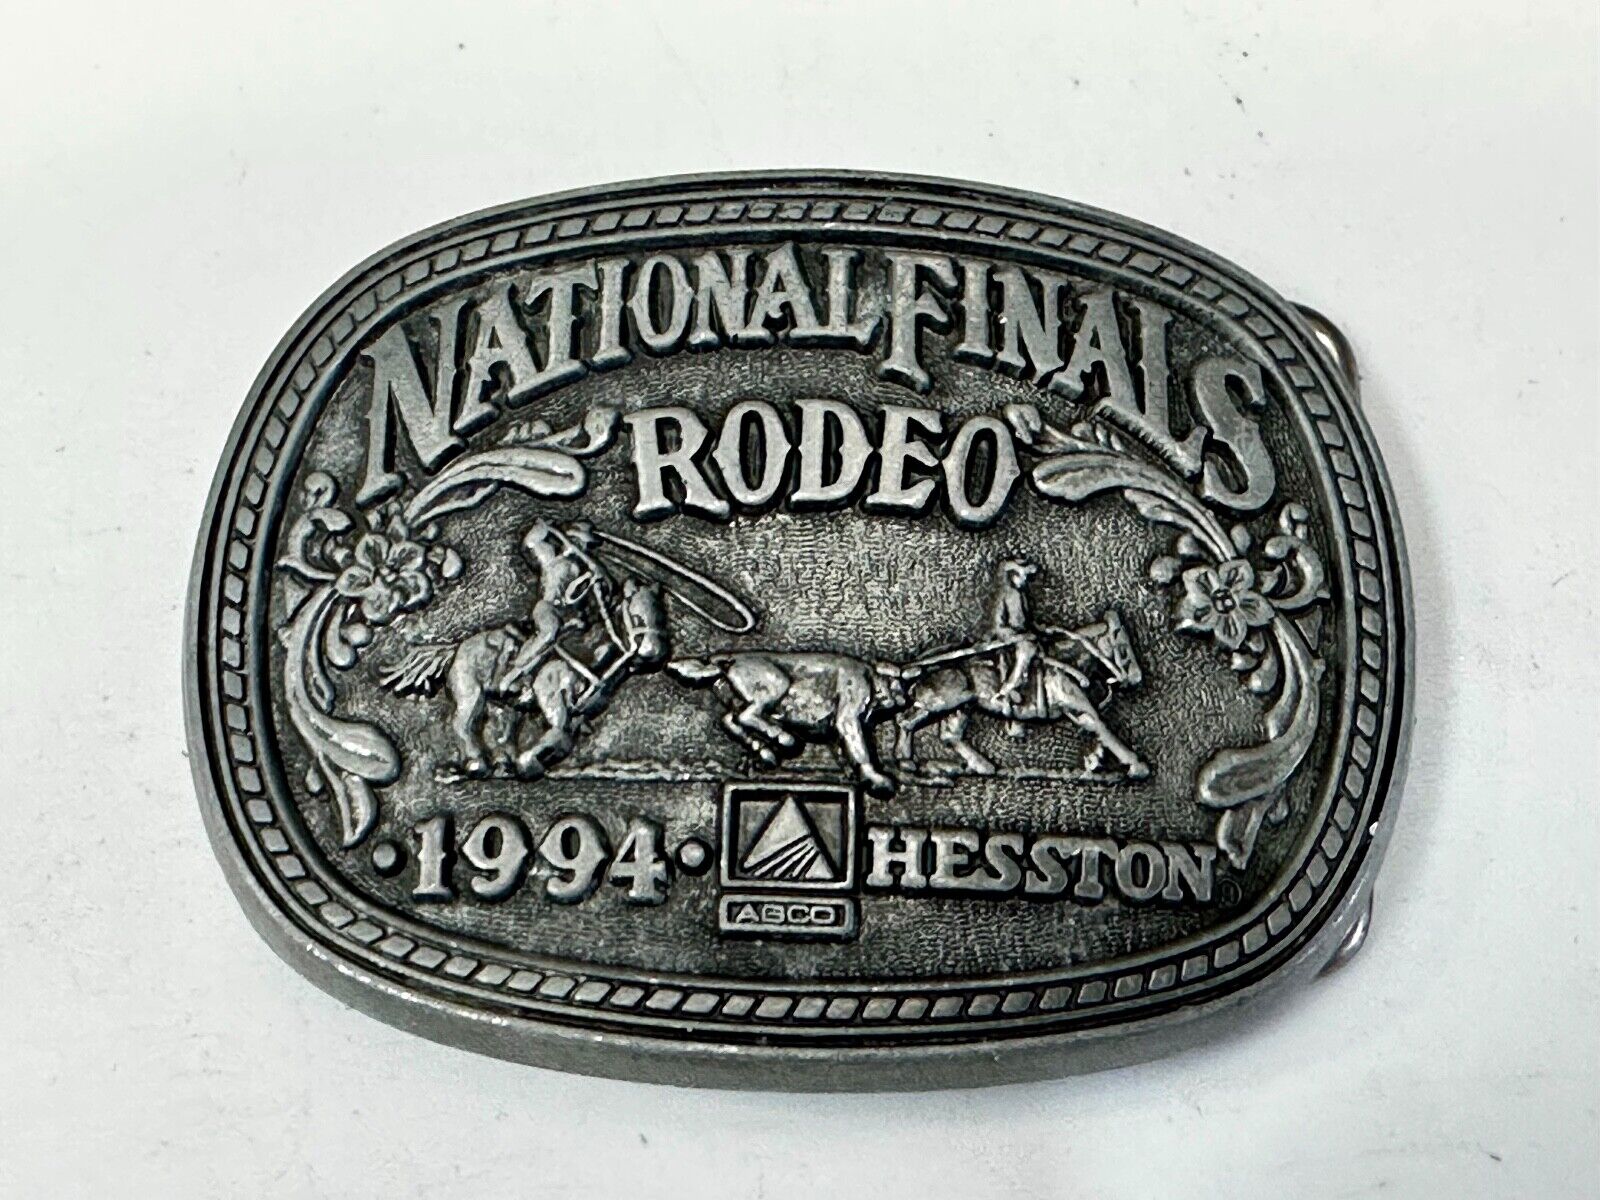 NATIONAL FINALS
RODEO
•1994•
HESSTON®
AGCO